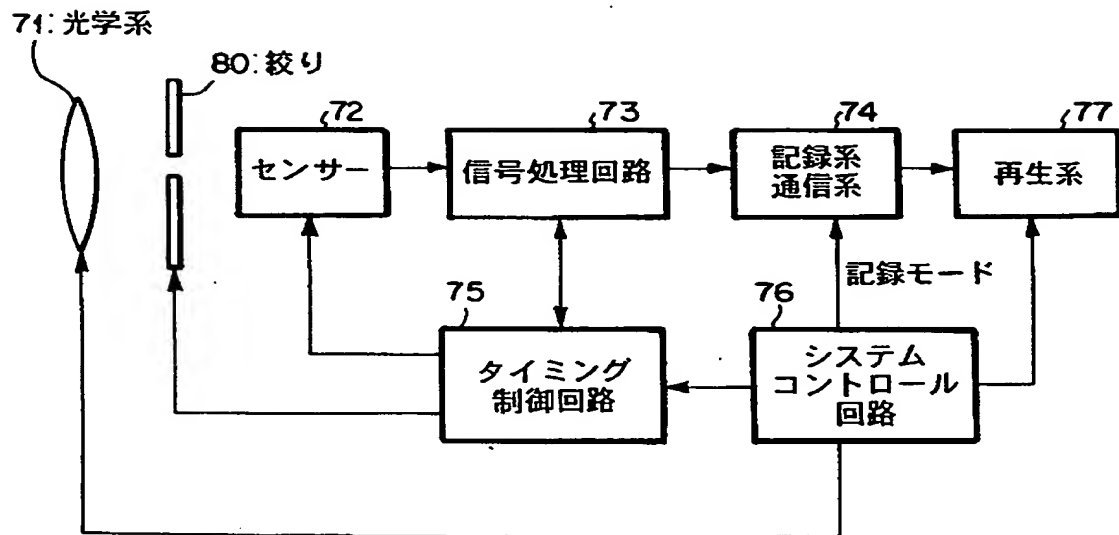 71:光学系
80:絞り
72
センサー
73
信号処理回路
74
記録系
通信系
77
再生系
記録モード
75
タイミング
制御回路
76
システム
コントロール
回路